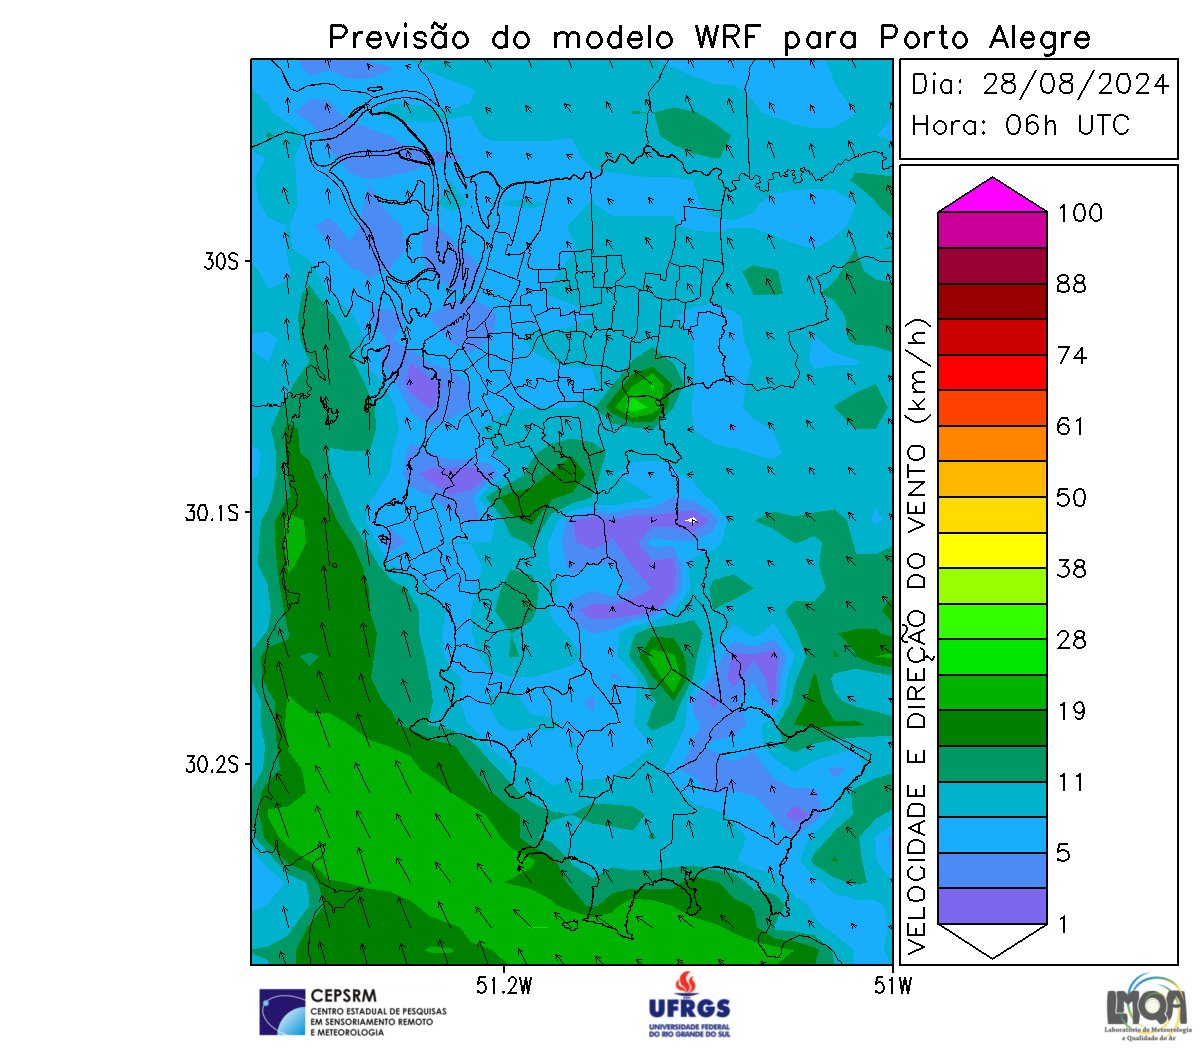 Previsão do modelo WRF para Porto Alegre
Dia: 28/08/2024
Hora: 06h UTC
30S
30.1S
30.2S
51.2W
51W
VELOCIDADE E DIREÇÃO DO VENTO (km/h)
100
88
74
61
50
38
28
19
11
5
1
CEPSRM
CENTRO ESTADUAL DE PESQUISAS
EM SENSORIAMENTO REMOTO
E METEOROLOGIA
UFRGS
UNIVERSIDADE FEDERAL
DO RIO GRANDE DO SUL
LMQA
Laboratório de Meteorologia
e Qualidade do Ar